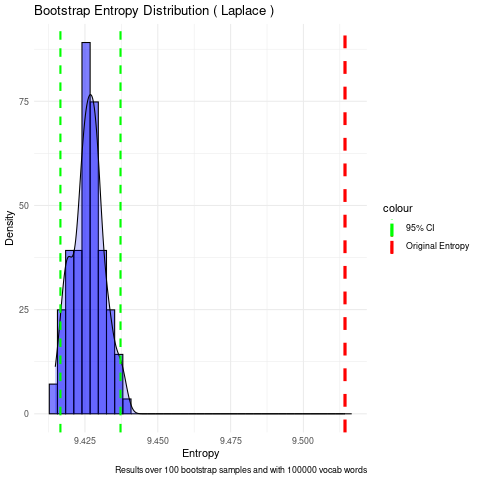 Bootstrap Entropy Distribution ( Laplace )
Density
75
50
25
0
9.425
9.450
9.475
9.500
Entropy
Results over 100 bootstrap samples and with 100000 vocab words
colour
95% CI
Original Entropy